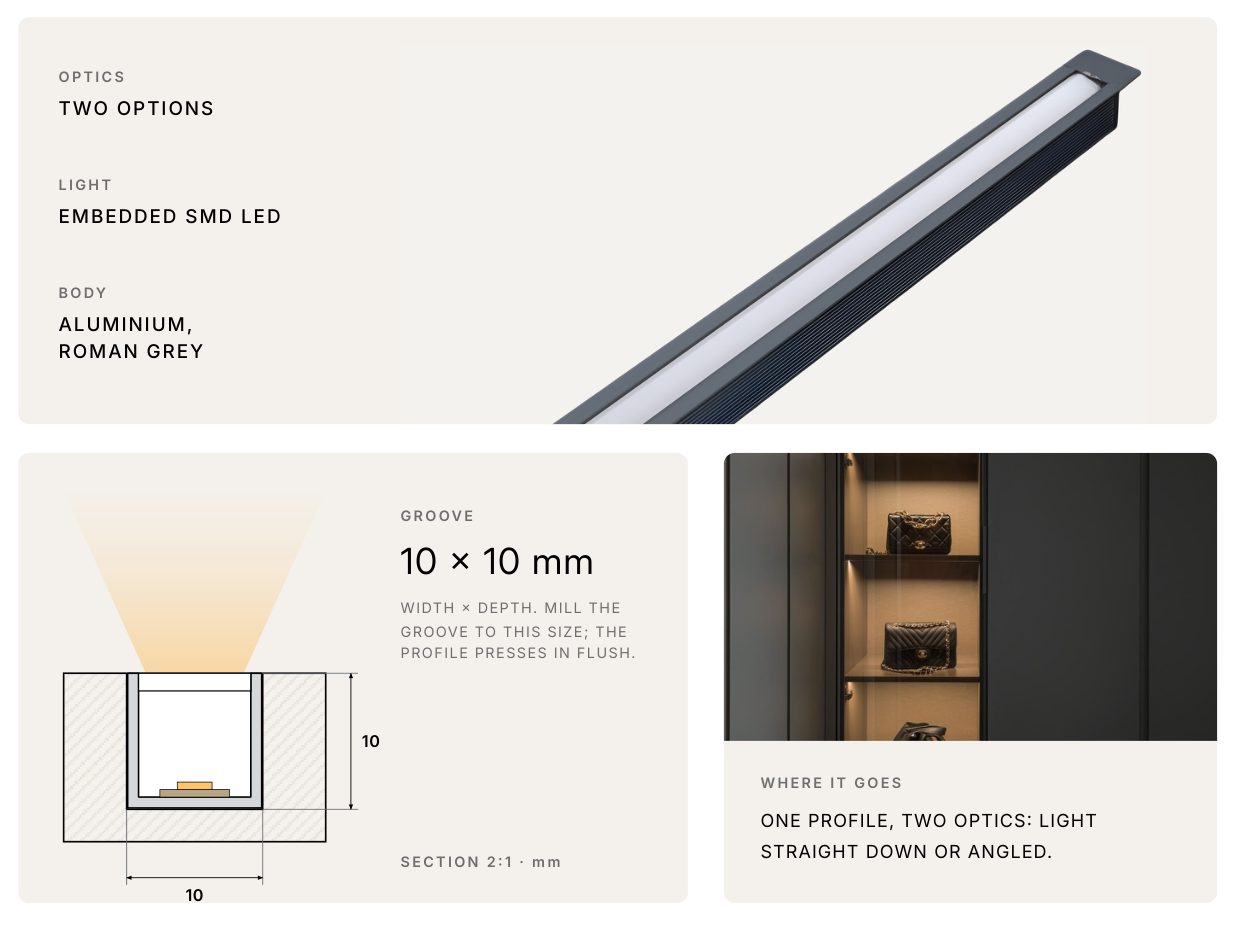 OPTICS
TWO OPTIONS
LIGHT
EMBEDDED SMD LED
BODY
ALUMINIUM,
ROMAN GREY
GROOVE
10 × 10 mm
WIDTH × DEPTH. MILL THE
GROOVE TO THIS SIZE; THE
PROFILE PRESSES IN FLUSH.
10
SECTION 2:1 · mm
10
WHERE IT GOES
ONE PROFILE, TWO OPTICS: LIGHT
STRAIGHT DOWN OR ANGLED.